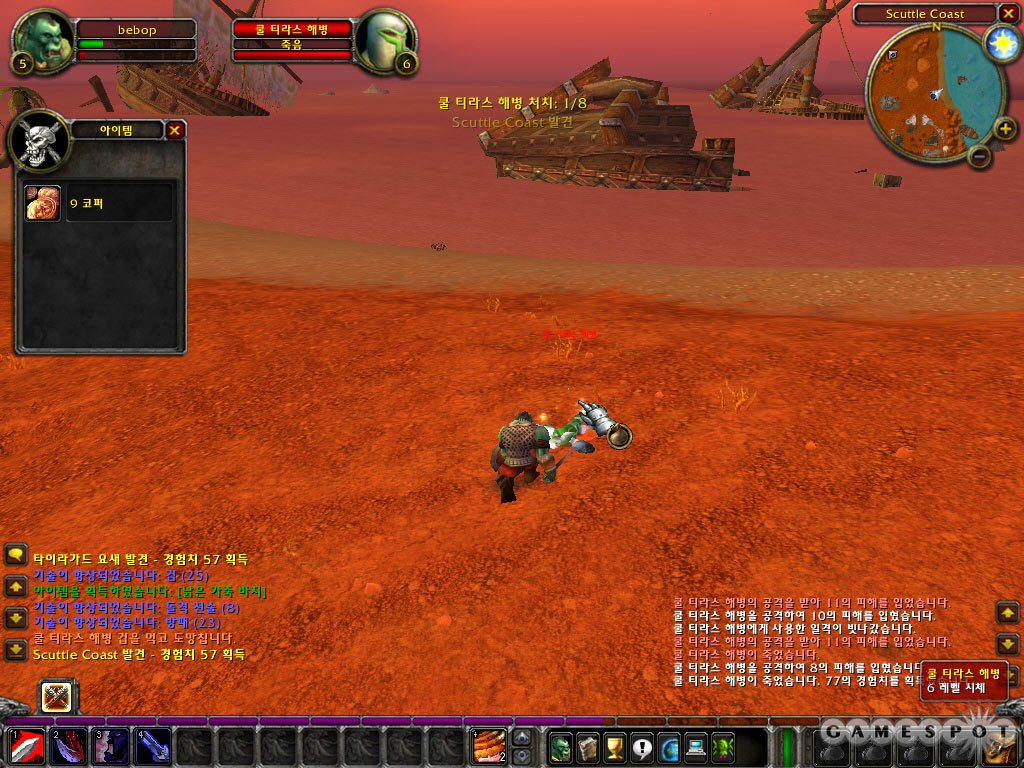 bebop
5
쿨 티라스 해병
죽음
6
Scuttle Coast
N
쿨 티라스 해병 처치: 1/8
Scuttle Coast 발견
아이템
9 코퍼
타이라가드 요새 발견 - 경험치 57 획득
기술이 향상되었습니다: 검 (25)
아이템을 획득하였습니다: [낡은 가죽 바지]
기술이 향상되었습니다: 돌격 전술 (8)
기술이 향상되었습니다: 방패 (23)
쿨 티라스 해병 겁을 먹고 도망칩니다.
Scuttle Coast 발견 - 경험치 57 획득
쿨 티라스 해병의 공격을 받아 11의 피해를 입었습니다.
쿨 티라스 해병을 공격하여 10의 피해를 입혔습니다.
쿨 티라스 해병에게 사용한 일격이 빗나갔습니다.
쿨 티라스 해병의 공격을 받아 11의 피해를 입었습니다.
쿨 티라스 해병이 죽었습니다.
쿨 티라스 해병을 공격하여 8의 피해를 입혔습니다
쿨 티라스 해병이 죽었습니다. 77의 경험치를 획득
쿨 티라스 해병
6 레벨 시체
1
2
3
4
2
GAMESPOT